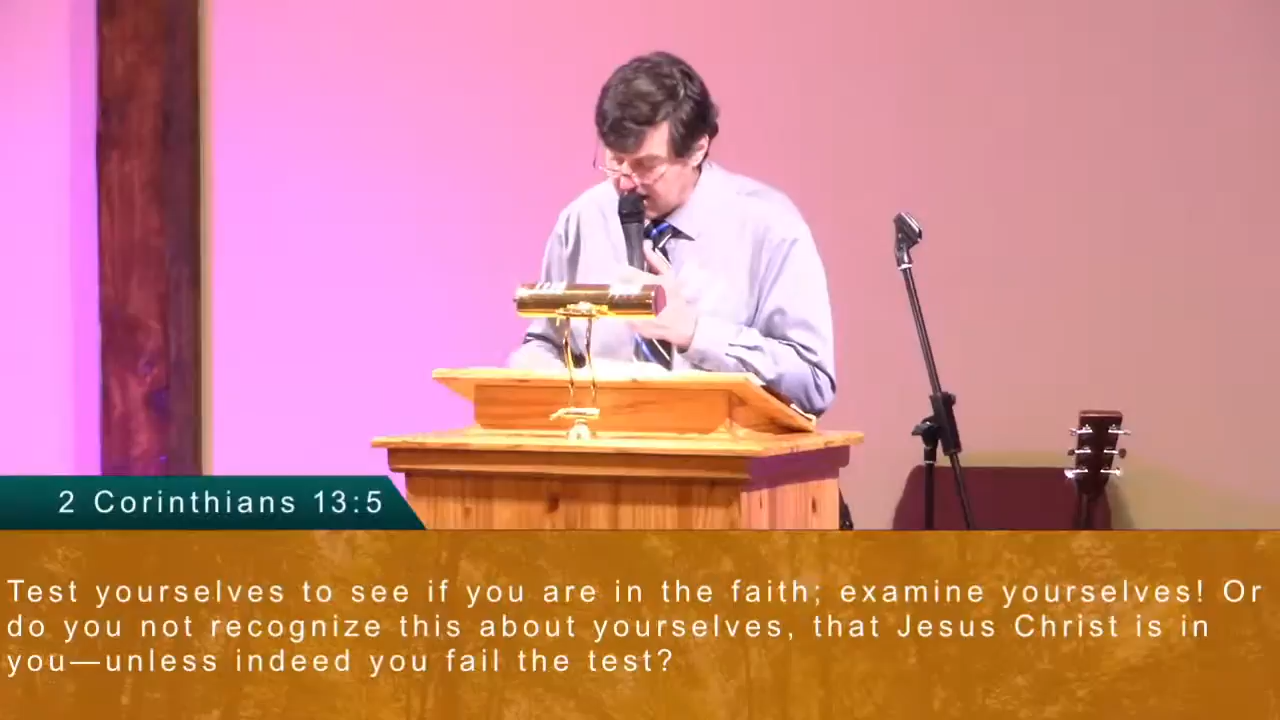 2 Corinthians 13:5
Test yourselves to see if you are in the faith; examine yourselves! Or
do you not recognize this about yourselves, that Jesus Christ is in
you—unless indeed you fail the test?